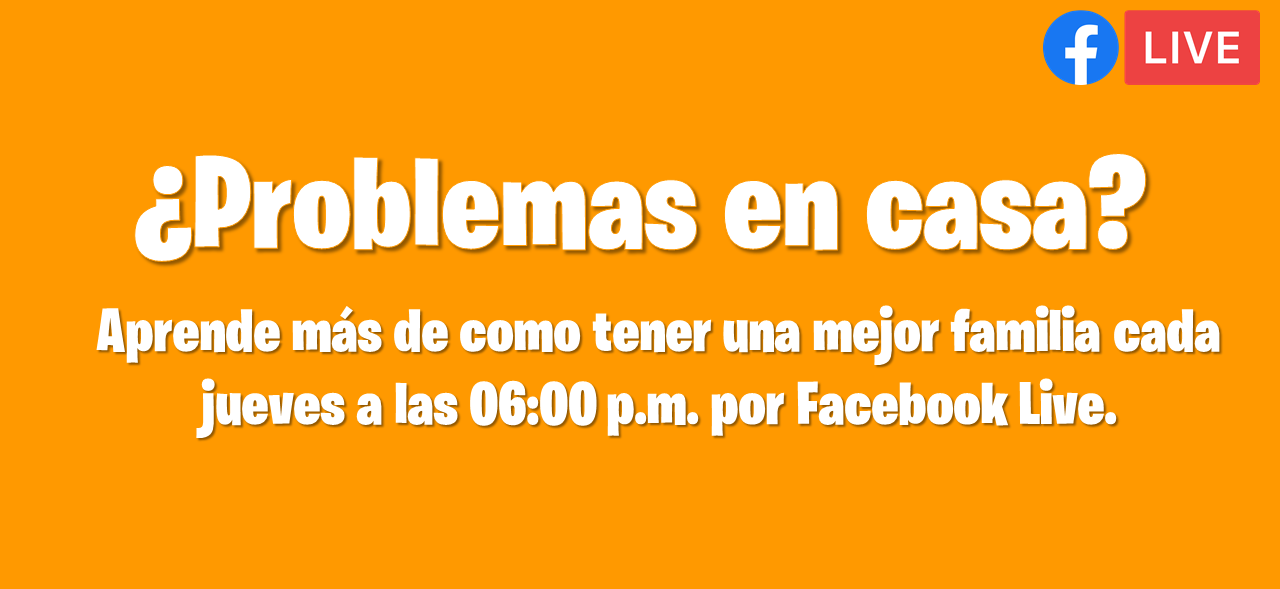 LIVE
¿Problemas en casa?
Aprende más de como tener una mejor familia cada
jueves a las 06:00 p.m. por Facebook Live.